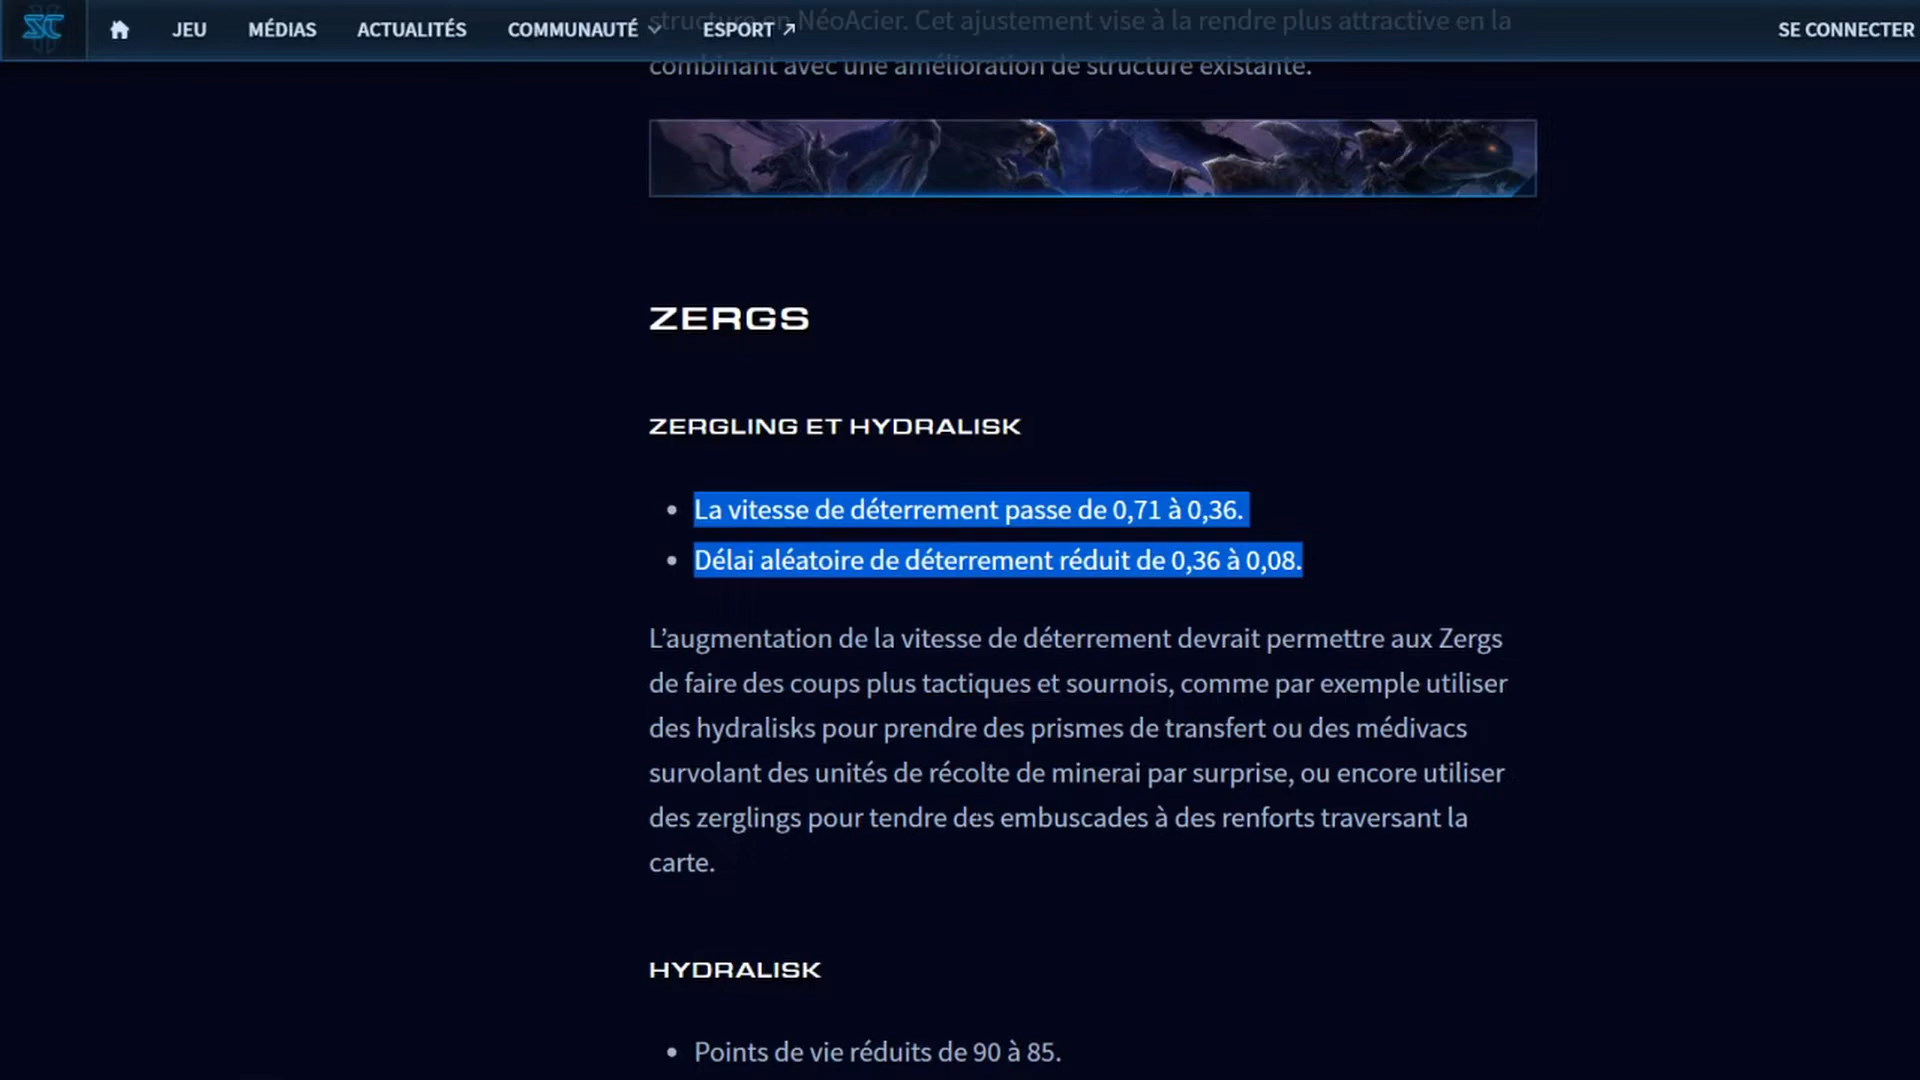 SC
JEU MÉDIAS ACTUALITÉS COMMUNAUTÉ ESPORT SE CONNECTER
structure en NéoAcier. Cet ajustement vise à la rendre plus attractive en la
combinant avec une amélioration de structure existante.
ZERGS
ZERGLING ET HYDRALISK
• La vitesse de déterrement passe de 0,71 à 0,36.
• Délai aléatoire de déterrement réduit de 0,36 à 0,08.
L’augmentation de la vitesse de déterrement devrait permettre aux Zergs
de faire des coups plus tactiques et sournois, comme par exemple utiliser
des hydralisks pour prendre des prismes de transfert ou des médivacs
survolant des unités de récolte de minerai par surprise, ou encore utiliser
des zerglings pour tendre des embuscades à des renforts traversant la
carte.
HYDRALISK
• Points de vie réduits de 90 à 85.